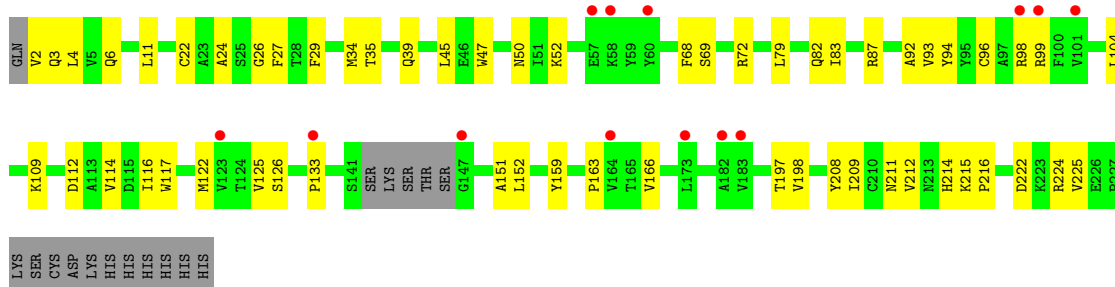 GLN V2 Q3 L4 V5 Q6 L11 C22 A23 A24 S25 G26 F27 T28 F29 M34 T35 Q39 L45 E46 W47 N50 I51 K52 E57 K58 Y59 Y60 F68 S69 R72 L79 Q82 I83 R87 A92 V93 Y94 Y95 C96 A97 R98 R99 F100 V101 L104
K109 D112 A113 V114 D115 I116 W117 M122 V123 T124 V125 S126 P133 S141 SER LYS SER THR SER G147 A151 L152 Y159 P163 V164 T165 V166 L173 A182 V183 T197 V198 Y208 I209 C210 N211 V212 N213 H214 K215 P216 D222 K223 R224 V225 E226 P227
LYS SER CYS ASP LYS HIS HIS HIS HIS HIS HIS